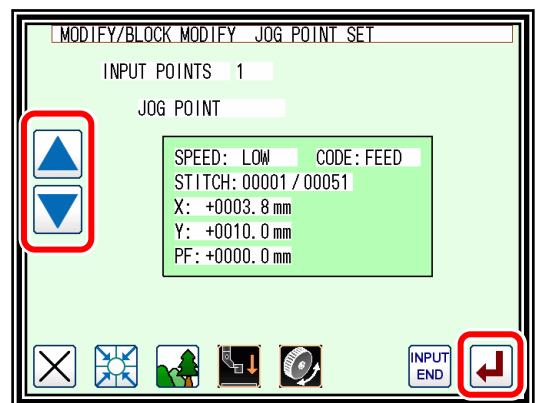 MODIFY/BLOCK MODIFY JOG POINT SET
INPUT POINTS 1
JOG POINT
SPEED: LOW CODE:FEED
STITCH:00001/00051
X: +0003.8mm
Y: +0010.0mm
PF:+0000.0mm
INPUT
END